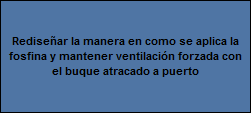 Rediseñar la manera en como se aplica la
fosfina y mantener ventilación forzada con
el buque atracado a puerto